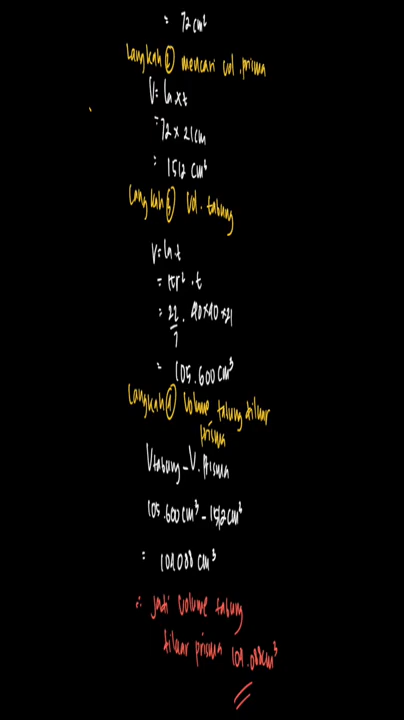 = 72 cm²
Langkah ② mencari vol. prisma
V = La x t
= 72 x 21 cm
= 1512 cm³
Langkah ③ Vol. tabung
V = La.t
= πr² . t
= 22/7 . 40 x 40 x 21
= 105.600 cm³
Langkah ④ Volume tabung diluar
prisma
Vtabung - V. Prisma
105.600 cm³ - 1512 cm³
= 104088 cm³
∴ Jadi volume tabung
diluar prisma 104.088 cm³